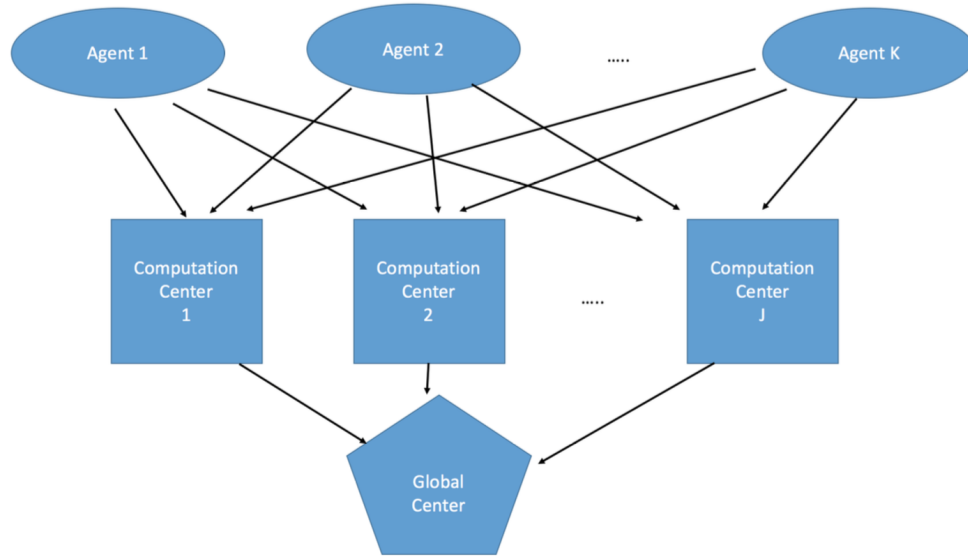 Agent 1
Agent 2
.....
Agent K
Computation
Center
1
Computation
Center
2
.....
Computation
Center
J
Global
Center